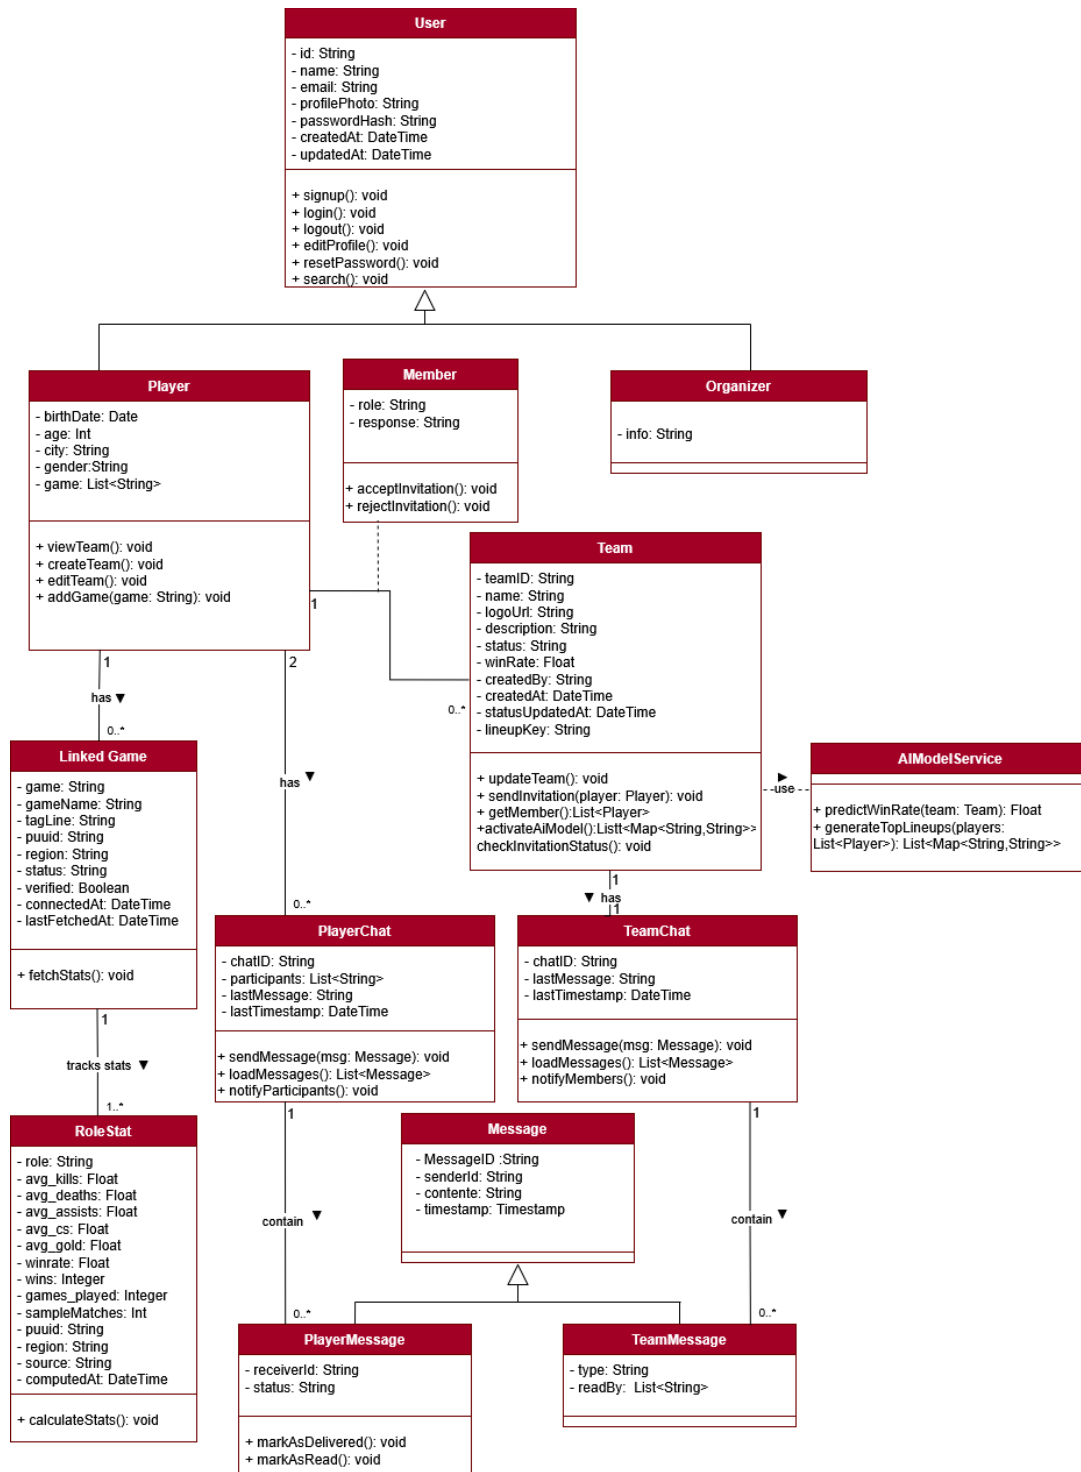 User
- id: String
- name: String
- email: String
- profilePhoto: String
- passwordHash: String
- createdAt: DateTime
- updatedAt: DateTime
+ signup(): void
+ login(): void
+ logout(): void
+ editProfile(): void
+ resetPassword(): void
+ search(): void
Player
- birthDate: Date
- age: Int
- city: String
- gender:String
- game: List<String>
+ viewTeam(): void
+ createTeam(): void
+ editTeam(): void
+ addGame(game: String): void
Member
- role: String
- response: String
+ acceptInvitation(): void
+ rejectInvitation(): void
Organizer
- info: String
1
0..*
Team
- teamID: String
- name: String
- logoUrl: String
- description: String
- status: String
- winRate: Float
- createdBy: String
- createdAt: DateTime
- statusUpdatedAt: DateTime
- lineupKey: String
+ updateTeam(): void
+ sendInvitation(player: Player): void
+ getMember():List<Player>
+activateAiModel():Listt<Map<String,String>>
checkInvitationStatus(): void
use
AIModelService
+ predictWinRate(team: Team): Float
+ generateTopLineups(players:
List<Player>): List<Map<String,String>>
1
has
0..*
2
has
0..*
1
has
1
Linked Game
- game: String
- gameName: String
- tagLine: String
- puuid: String
- region: String
- status: String
- verified: Boolean
- connectedAt: DateTime
- lastFetchedAt: DateTime
+ fetchStats(): void
PlayerChat
- chatID: String
- participants: List<String>
- lastMessage: String
- lastTimestamp: DateTime
+ sendMessage(msg: Message): void
+ loadMessages(): List<Message>
+ notifyParticipants(): void
TeamChat
- chatID: String
- lastMessage: String
- lastTimestamp: DateTime
+ sendMessage(msg: Message): void
+ loadMessages(): List<Message>
+ notifyMembers(): void
1
tracks stats
1..*
RoleStat
- role: String
- avg_kills: Float
- avg_deaths: Float
- avg_assists: Float
- avg_cs: Float
- avg_gold: Float
- winrate: Float
- wins: Integer
- games_played: Integer
- sampleMatches: Int
- puuid: String
- region: String
- source: String
- computedAt: DateTime
+ calculateStats(): void
1
contain
0..*
Message
- MessageID :String
- senderId: String
- contente: String
- timestamp: Timestamp
1
contain
0..*
PlayerMessage
- receiverId: String
- status: String
+ markAsDelivered(): void
+ markAsRead(): void
TeamMessage
- type: String
- readBy:  List<String>